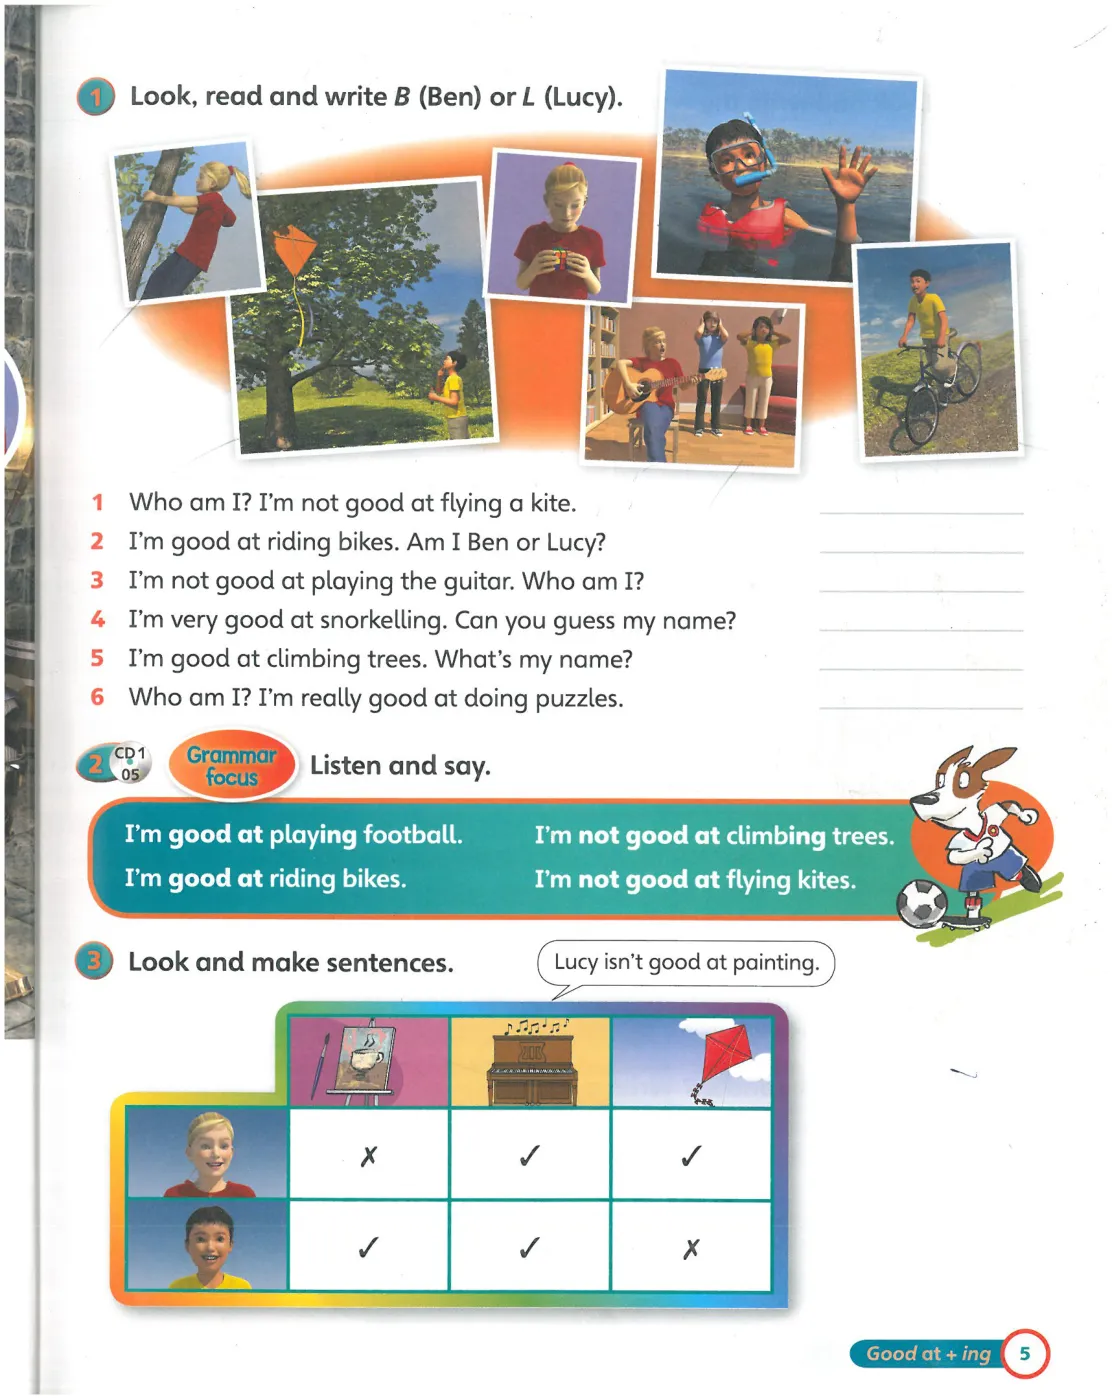 1 Look, read and write B (Ben) or L (Lucy).
1 Who am I? I'm not good at flying a kite.
2 I'm good at riding bikes. Am I Ben or Lucy?
3 I'm not good at playing the guitar. Who am I?
4 I'm very good at snorkelling. Can you guess my name?
5 I'm good at climbing trees. What's my name?
6 Who am I? I'm really good at doing puzzles.
2 CD1 05 Grammar focus Listen and say.
I'm good at playing football.
I'm not good at climbing trees.
I'm good at riding bikes.
I'm not good at flying kites.
3 Look and make sentences.
Lucy isn't good at painting.
✗ ✓ ✓
✓ ✓ ✗
Good at + ing 5